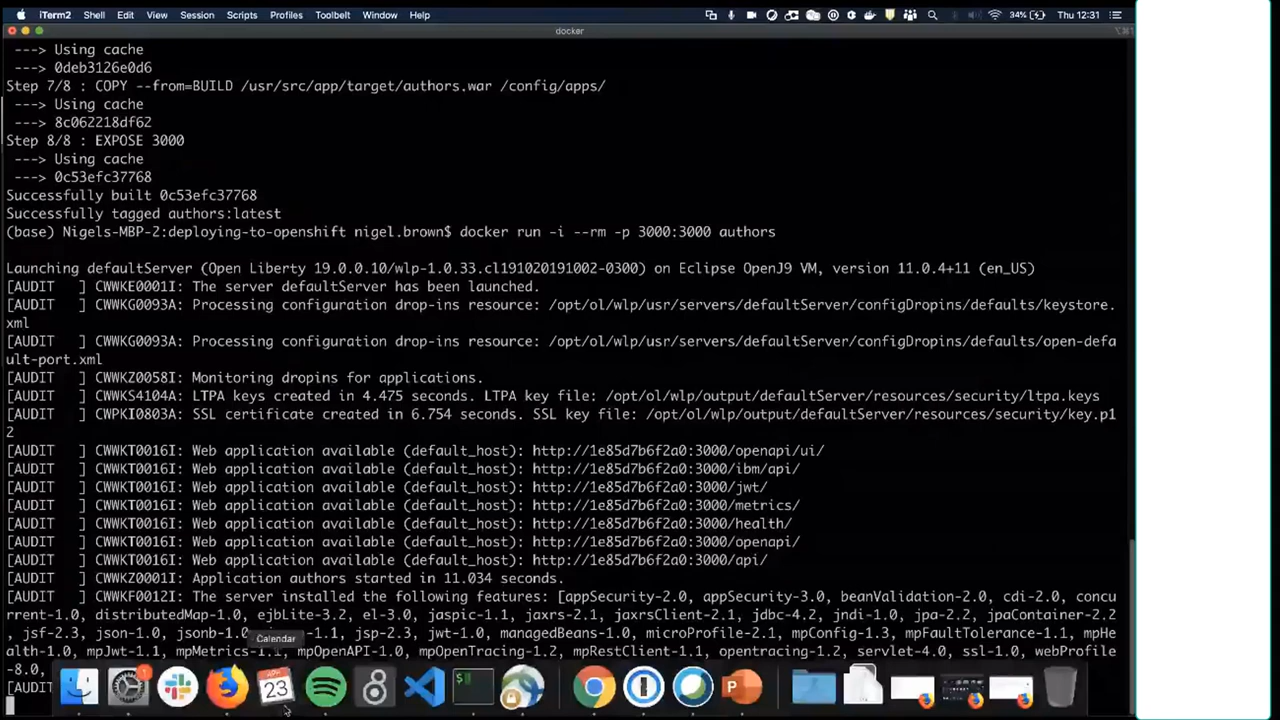 iTerm2 Shell Edit View Session Scripts Profiles Toolbelt Window Help 34% Thu 12:31
docker
---> Using cache
---> 0deb3126e0d6
Step 7/8 : COPY --from=BUILD /usr/src/app/target/authors.war /config/apps/
---> Using cache
---> 8c062218df62
Step 8/8 : EXPOSE 3000
---> Using cache
---> 0c53efc37768
Successfully built 0c53efc37768
Successfully tagged authors:latest
(base) Nigels-MBP-2:deploying-to-openshift nigel.brown$ docker run -i --rm -p 3000:3000 authors
Launching defaultServer (Open Liberty 19.0.0.10/wlp-1.0.33.cl191020191002-0300) on Eclipse OpenJ9 VM, version 11.0.4+11 (en_US)
[AUDIT   ] CWWKE0001I: The server defaultServer has been launched.
[AUDIT   ] CWWKG0093A: Processing configuration drop-ins resource: /opt/ol/wlp/usr/servers/defaultServer/configDropins/defaults/keystore.
xml
[AUDIT   ] CWWKG0093A: Processing configuration drop-ins resource: /opt/ol/wlp/usr/servers/defaultServer/configDropins/defaults/open-defa
ult-port.xml
[AUDIT   ] CWWKZ0058I: Monitoring dropins for applications.
[AUDIT   ] CWWKS4104A: LTPA keys created in 4.475 seconds. LTPA key file: /opt/ol/wlp/output/defaultServer/resources/security/ltpa.keys
[AUDIT   ] CWPKI0803A: SSL certificate created in 6.754 seconds. SSL key file: /opt/ol/wlp/output/defaultServer/resources/security/key.p1
2
[AUDIT   ] CWWKT0016I: Web application available (default_host): http://1e85d7b6f2a0:3000/openapi/ui/
[AUDIT   ] CWWKT0016I: Web application available (default_host): http://1e85d7b6f2a0:3000/ibm/api/
[AUDIT   ] CWWKT0016I: Web application available (default_host): http://1e85d7b6f2a0:3000/jwt/
[AUDIT   ] CWWKT0016I: Web application available (default_host): http://1e85d7b6f2a0:3000/metrics/
[AUDIT   ] CWWKT0016I: Web application available (default_host): http://1e85d7b6f2a0:3000/health/
[AUDIT   ] CWWKT0016I: Web application available (default_host): http://1e85d7b6f2a0:3000/openapi/
[AUDIT   ] CWWKT0016I: Web application available (default_host): http://1e85d7b6f2a0:3000/api/
[AUDIT   ] CWWKZ0001I: Application authors started in 11.034 seconds.
[AUDIT   ] CWWKF0012I: The server installed the following features: [appSecurity-2.0, appSecurity-3.0, beanValidation-2.0, cdi-2.0, concu
rrent-1.0, distributedMap-1.0, ejbLite-3.2, el-3.0, jaspic-1.1, jaxrs-2.1, jaxrsClient-2.1, jdbc-4.2, jndi-1.0, jpa-2.2, jpaContainer-2.2
, jsf-2.3, json-1.0, jsonb-1.0 -1.1, jsp-2.3, jwt-1.0, managedBeans-1.0, microProfile-2.1, mpConfig-1.3, mpFaultTolerance-1.1, mpHe
Calendar
alth-1.0, mpJwt-1.1, mpMetrics-1.1, mpOpenAPI-1.0, mpOpenTracing-1.2, mpRestClient-1.1, opentracing-1.2, servlet-4.0, ssl-1.0, webProfile
-8.0,
[AUDIT
1
APR
23